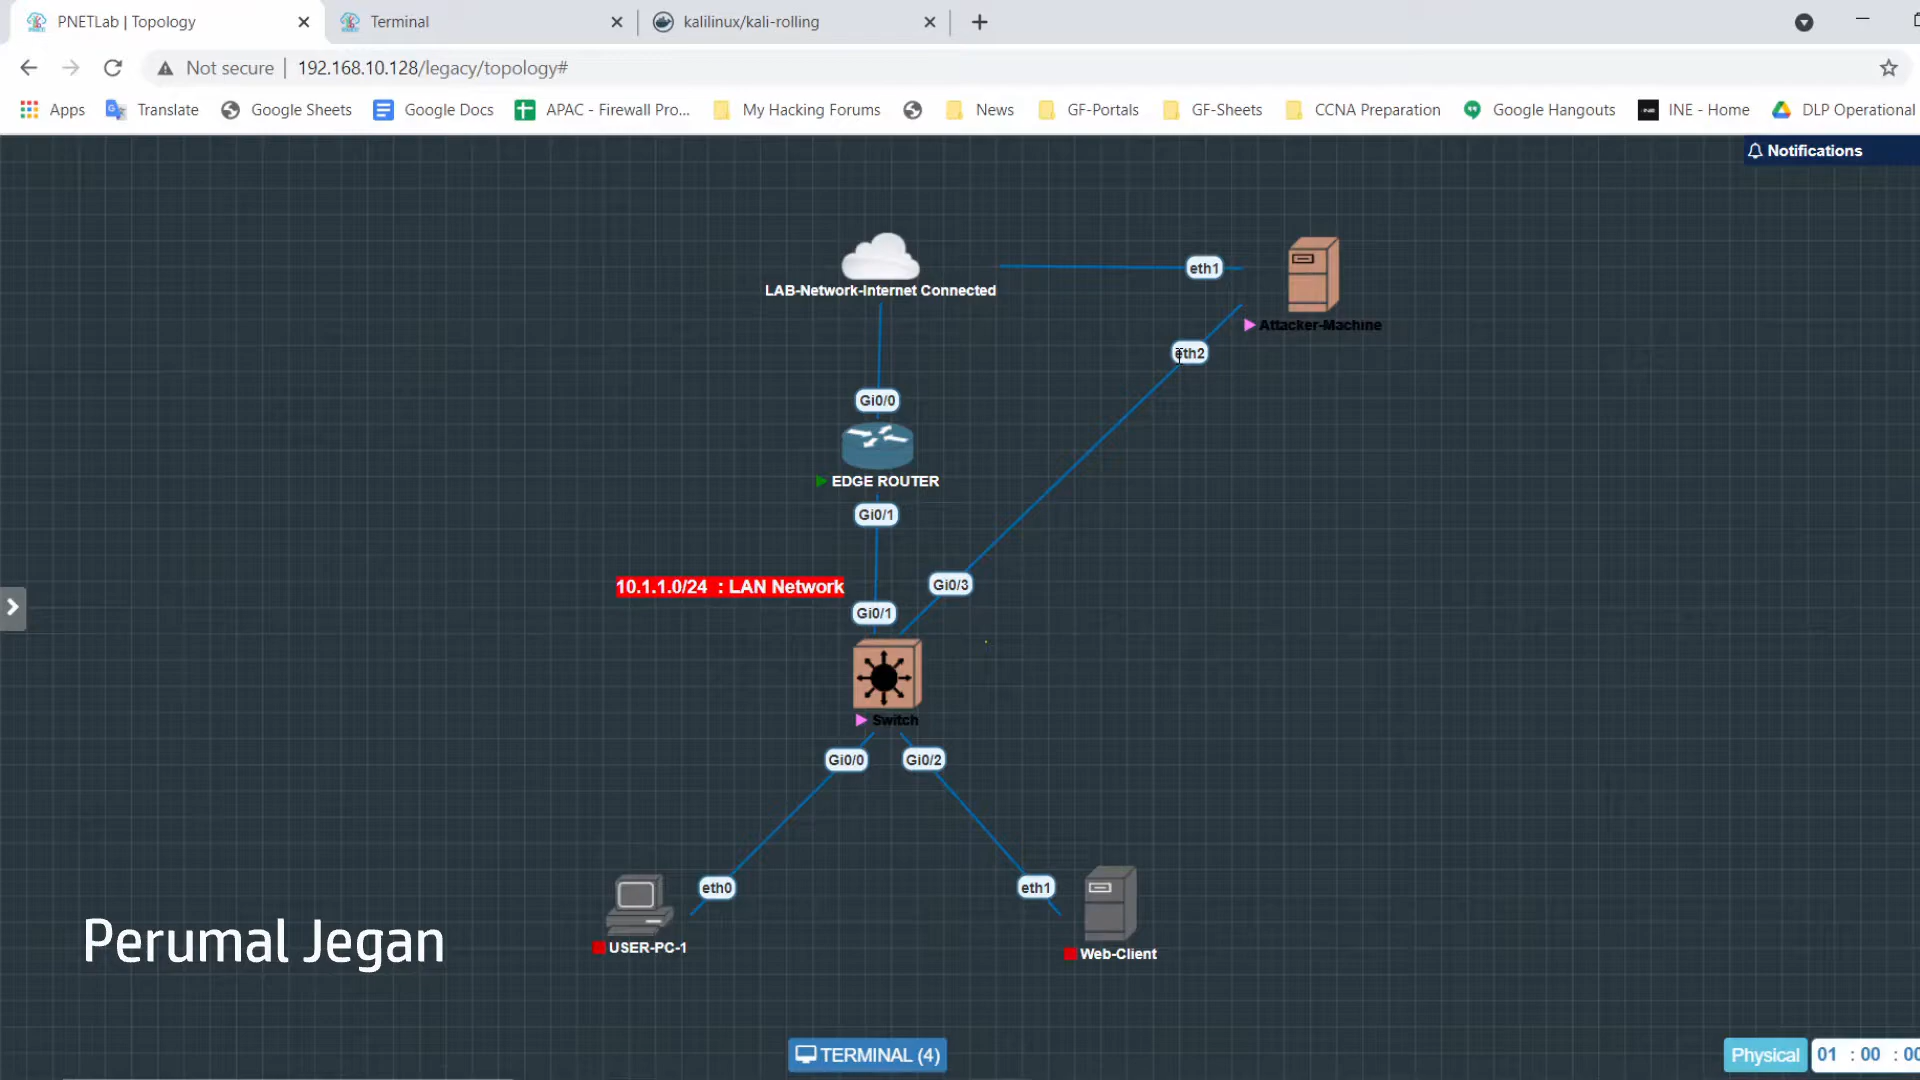 PNETLab | Topology
Terminal
kalilinux/kali-rolling
Not secure
192.168.10.128/legacy/topology#
Apps
Translate
Google Sheets
Google Docs
APAC - Firewall Pro...
My Hacking Forums
News
GF-Portals
GF-Sheets
CCNA Preparation
Google Hangouts
INE - Home
DLP Operational
Notifications
LAB-Network-Internet Connected
eth1
Attacker-Machine
eth2
Gi0/0
EDGE ROUTER
Gi0/1
10.1.1.0/24 : LAN Network
Gi0/3
Gi0/1
Switch
Gi0/0
Gi0/2
eth0
eth1
USER-PC-1
Web-Client
Perumal Jegan
TERMINAL (4)
Physical
01 : 00 : 00